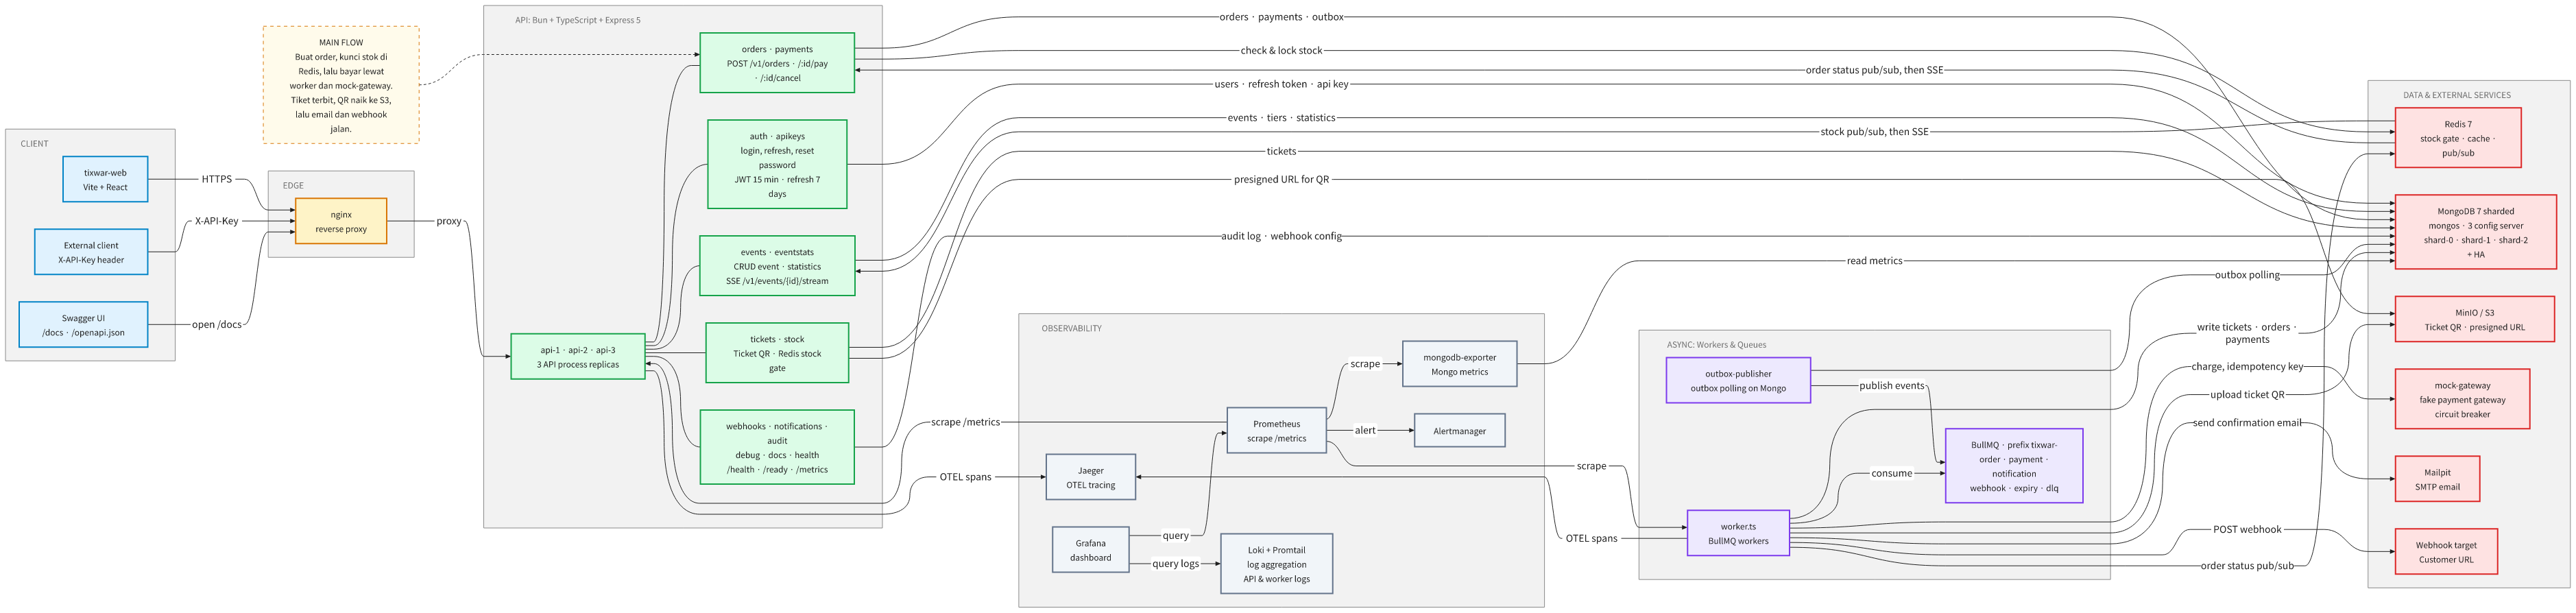 MAIN FLOW
Buat order, kunci stok di
Redis, lalu bayar lewat
worker dan mock-gateway.
Tiket terbit, QR naik ke S3,
lalu email dan webhook
jalan.
CLIENT
tixwar-web
Vite + React
External client
X-API-Key header
Swagger UI
/docs · /openapi.json
HTTPS
X-API-Key
open /docs
EDGE
nginx
reverse proxy
proxy
API: Bun + TypeScript + Express 5
orders · payments
POST /v1/orders · /:id/pay
· /:id/cancel
auth · apikeys
login, refresh, reset
password
JWT 15 min · refresh 7
days
events · eventstats
CRUD event · statistics
SSE /v1/events/{id}/stream
api-1 · api-2 · api-3
3 API process replicas
tickets · stock
Ticket QR · Redis stock
gate
webhooks · notifications ·
audit
debug · docs · health
/health · /ready · /metrics
orders · payments · outbox
check & lock stock
order status pub/sub, then SSE
users · refresh token · api key
events · tiers · statistics
stock pub/sub, then SSE
tickets
presigned URL for QR
audit log · webhook config
read metrics
scrape /metrics
OTEL spans
OBSERVABILITY
mongodb-exporter
Mongo metrics
scrape
Prometheus
scrape /metrics
alert
Alertmanager
Jaeger
OTEL tracing
Grafana
dashboard
query
query logs
Loki + Promtail
log aggregation
API & worker logs
scrape
OTEL spans
ASYNC: Workers & Queues
outbox-publisher
outbox polling on Mongo
publish events
BullMQ · prefix tixwar-
order · payment ·
notification
webhook · expiry · dlq
consume
worker.ts
BullMQ workers
outbox polling
write tickets · orders ·
payments
charge, idempotency key
upload ticket QR
send confirmation email
POST webhook
order status pub/sub
DATA & EXTERNAL SERVICES
Redis 7
stock gate · cache ·
pub/sub
MongoDB 7 sharded
mongos · 3 config server
shard-0 · shard-1 · shard-2
+ HA
MinIO / S3
Ticket QR · presigned URL
mock-gateway
fake payment gateway
circuit breaker
Mailpit
SMTP email
Webhook target
Customer URL